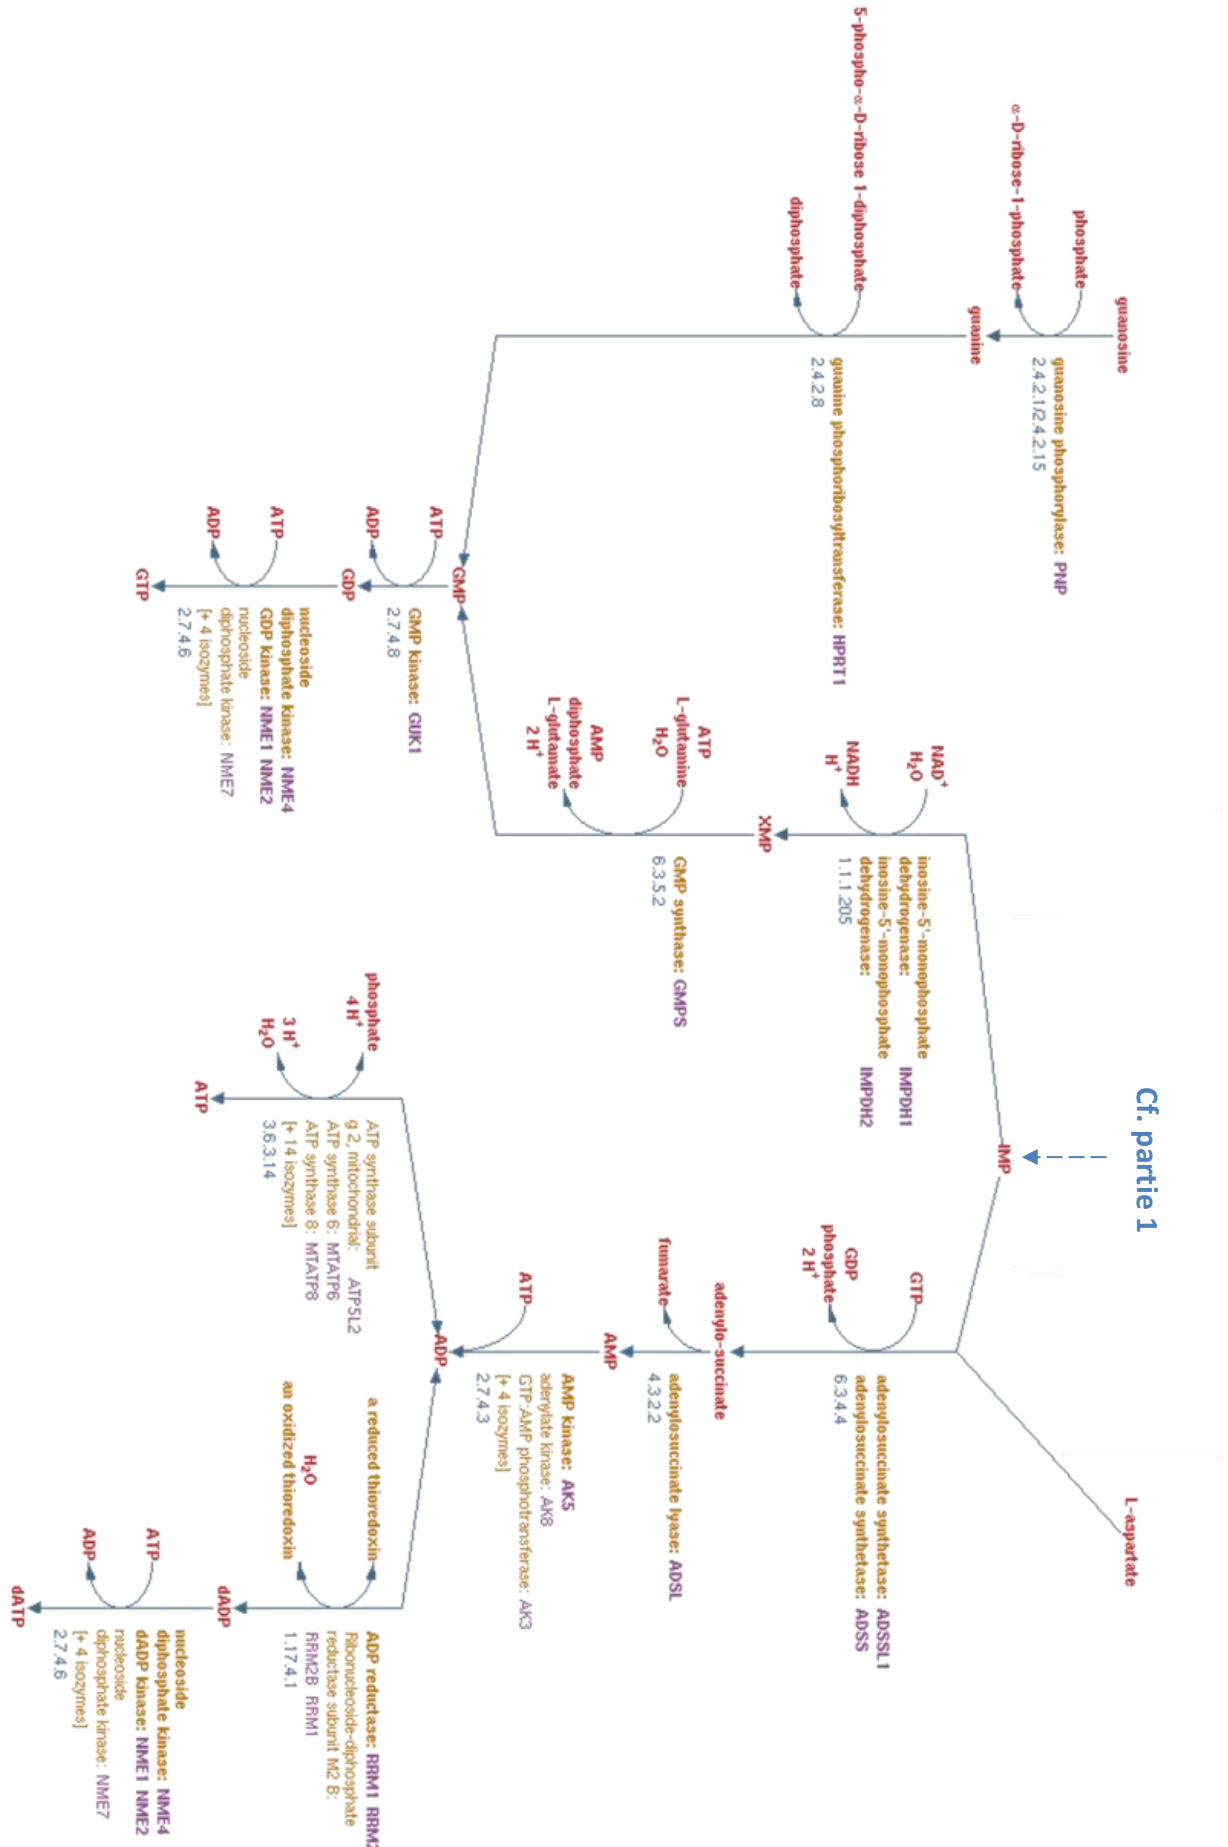 Cf. partie 1
guanosine
phosphate
α-D-ribose-1-phosphate
guanosine phosphorylase: PNP
2.4.2.1/2.4.2.15
guanine
5-phospho-α-D-ribose 1-diphosphate
diphosphate
guanine phosphoribosyltransferase: HPRT1
2.4.2.8
IMP
L-aspartate
NAD+
H2O
NADH
H+
inosine-5'-monophosphate
dehydrogenase: IMPDH1
inosine-5'-monophosphate
dehydrogenase: IMPDH2
1.1.1.205
XMP
ATP
L-glutamine
H2O
AMP
diphosphate
L-glutamate
2 H+
GMP synthase: GMPS
6.3.5.2
GMP
ATP
ADP
GMP kinase: GUK1
2.7.4.8
GDP
ATP
ADP
nucleoside
diphosphate kinase: NME4
GDP kinase: NME1 NME2
nucleoside
diphosphate kinase: NME7
[+ 4 isozymes]
2.7.4.6
GTP
GTP
GDP
phosphate
2 H+
adenylosuccinate synthetase: ADSSL1
adenylosuccinate synthetase: ADSS
6.3.4.4
adenylo-succinate
fumarate
adenylosuccinate lyase: ADSL
4.3.2.2
AMP
ATP
AMP kinase: AK5
adenylate kinase: AK8
GTP:AMP phosphotransferase: AK3
[+ 4 isozymes]
2.7.4.3
ADP
phosphate
4 H+
3 H+
H2O
ATP synthase subunit
g 2, mitochondrial: ATP5L2
ATP synthase 6: MTATP6
ATP synthase 8: MTATP8
[+ 14 isozymes]
3.6.3.14
ATP
a reduced thioredoxin
H2O
an oxidized thioredoxin
ADP reductase: RRM1
Ribonucleoside-diphosphate
reductase subunit M2 B:
RRM2B RRM1
1.17.4.1
dADP
ATP
ADP
nucleoside
diphosphate kinase: NME4
dADP kinase: NME1 NME2
nucleoside
diphosphate kinase: NME7
[+ 4 isozymes]
2.7.4.6
dATP